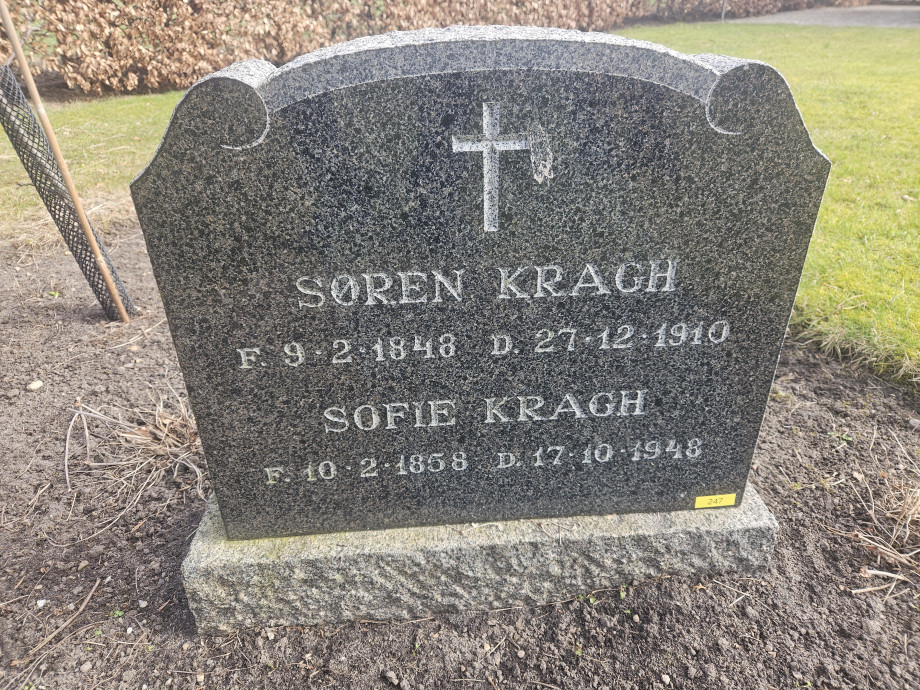 SØREN KRAGH
F. 9·2·1848 D. 27·12·1910
SOFIE KRAGH
F. 10·2·1858 D. 17·10·1948
247